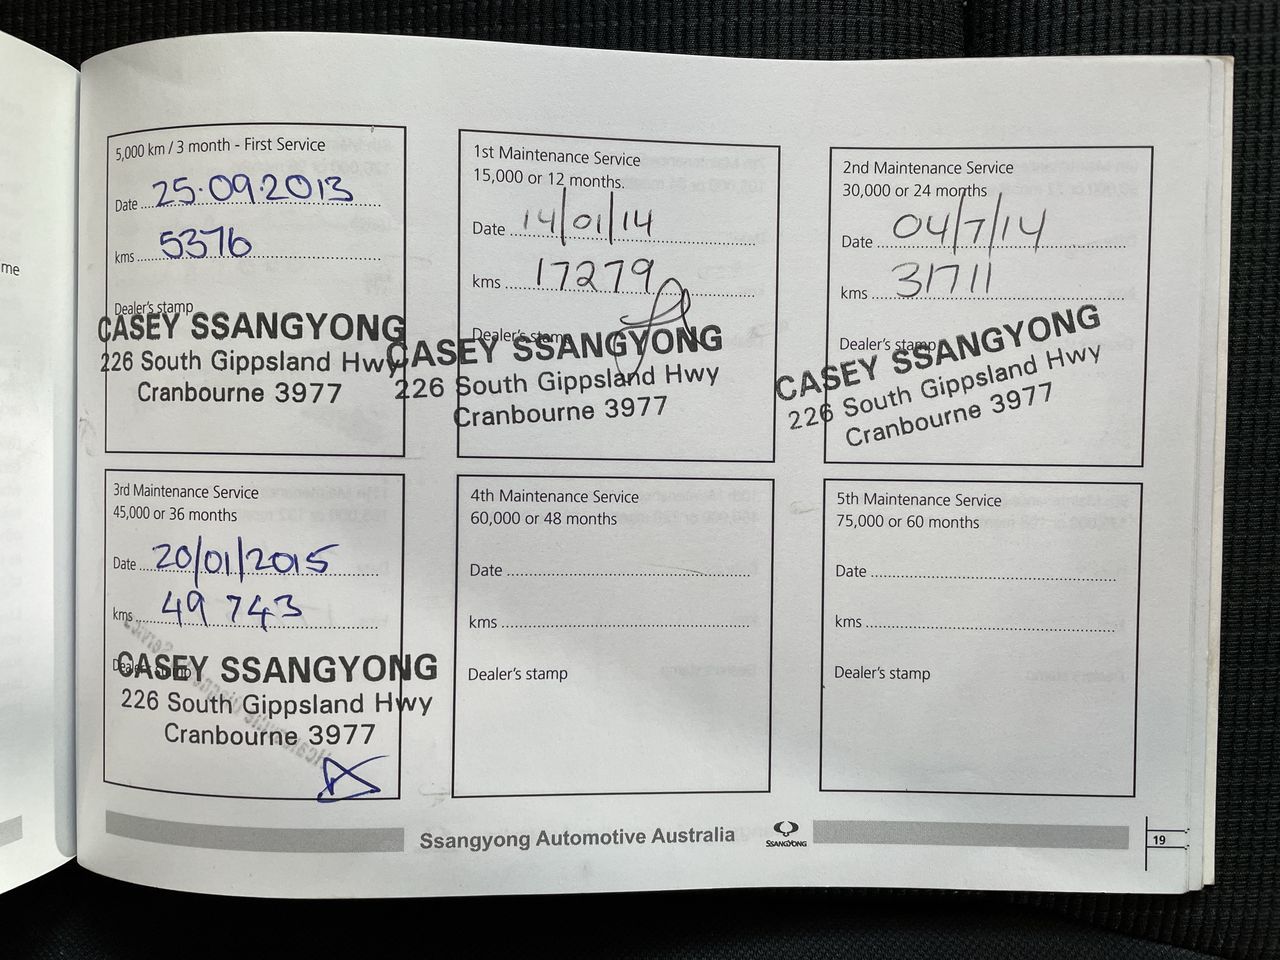 me
5,000 km / 3 month - First Service
Date 25.09.2013
kms 5376
Dealer's stamp
CASEY SSANGYONG
226 South Gippsland Hwy
Cranbourne 3977
1st Maintenance Service
15,000 or 12 months.
Date 14/01/14
kms 17279
Dealer's stamp
CASEY SSANGYONG
226 South Gippsland Hwy
Cranbourne 3977
2nd Maintenance Service
30,000 or 24 months
Date 04/7/14
kms 31711
Dealer's stamp
CASEY SSANGYONG
226 South Gippsland Hwy
Cranbourne 3977
3rd Maintenance Service
45,000 or 36 months
Date 20/01/2015
kms 49 743
Dealer's stamp
CASEY SSANGYONG
226 South Gippsland Hwy
Cranbourne 3977
4th Maintenance Service
60,000 or 48 months
Date
kms
Dealer's stamp
5th Maintenance Service
75,000 or 60 months
Date
kms
Dealer's stamp
Ssangyong Automotive Australia
SSANGYONG
19